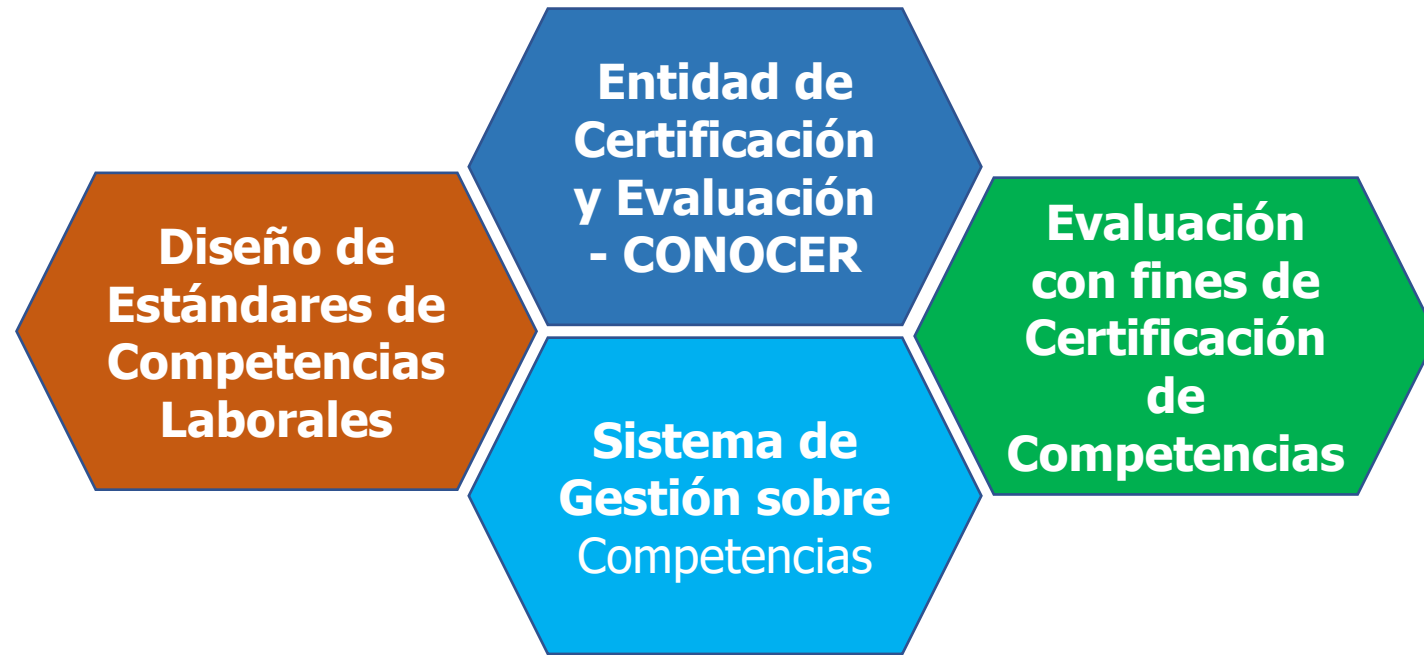 Entidad de
Certificación
y Evaluación
- CONOCER
Diseño de
Estándares de
Competencias
Laborales
Evaluación
con fines de
Certificación
de
Competencias
Sistema de
Gestión sobre
Competencias